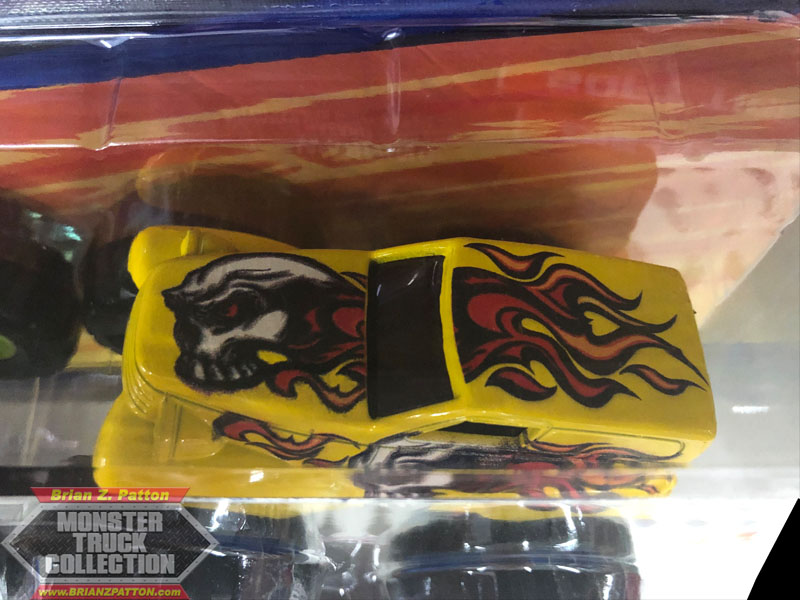 Brian Z. Patton
MONSTER
TRUCK
COLLECTION
www.BRIANZPATTON.com